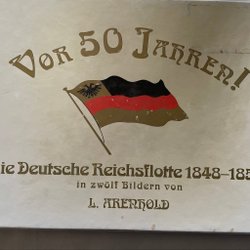 Vor 50 Jahren!
ie Deutsche Reichsflotte 1848–185
in zwölf Bildern von
L. Arenhold